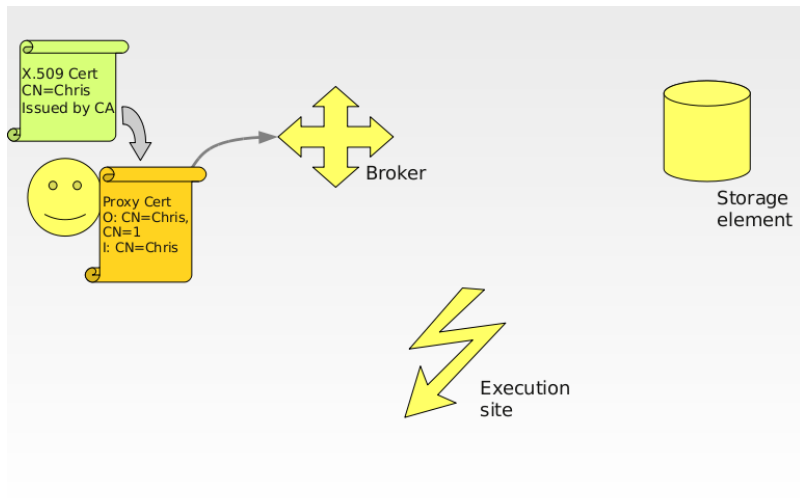 X.509 Cert
CN=Chris
Issued by CA
Proxy Cert
O: CN=Chris,
CN=1
I: CN=Chris
Broker
Storage
element
Execution
site